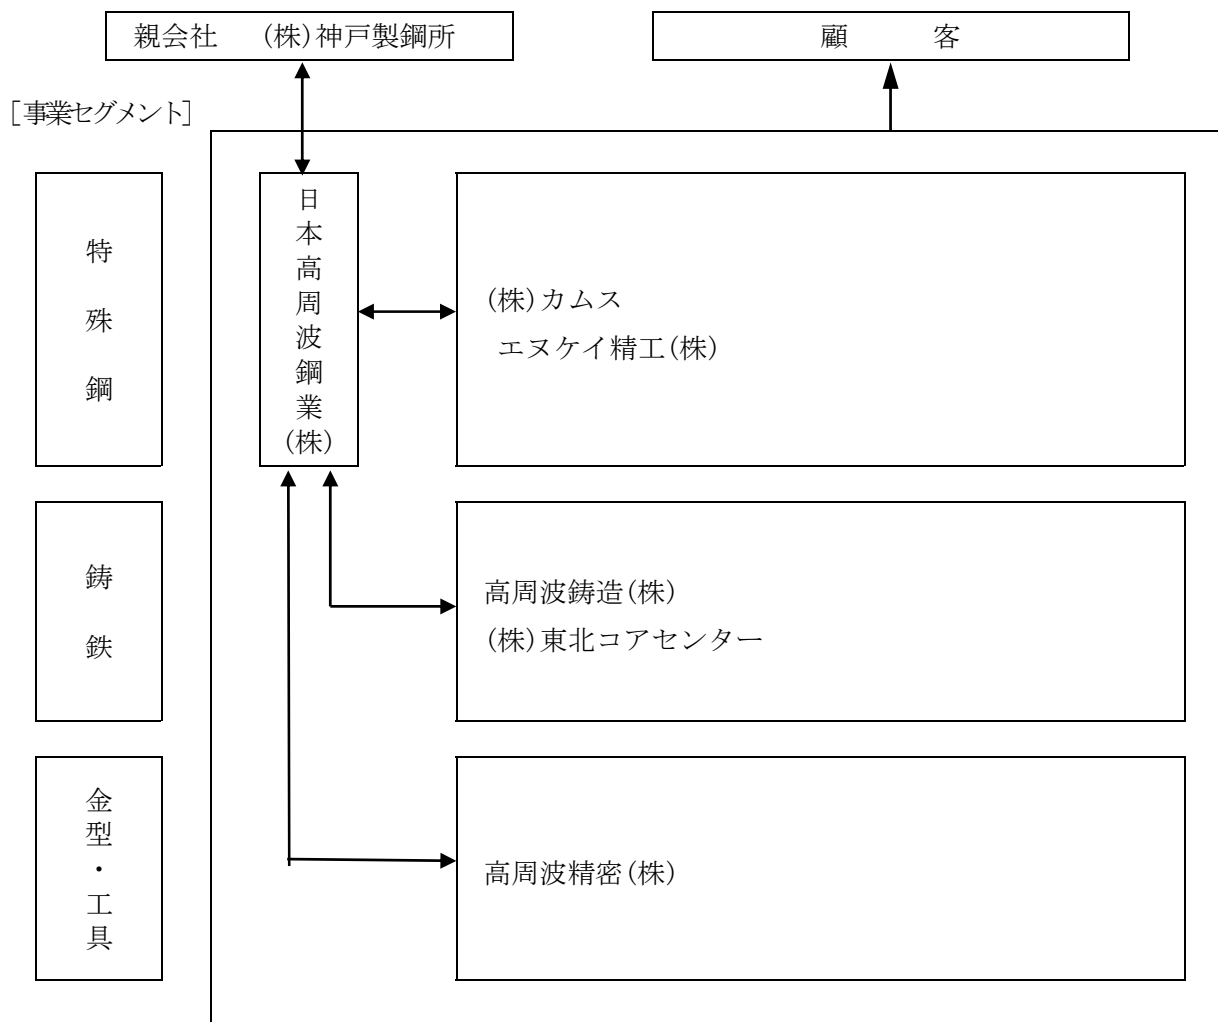 親会社　(株)神戸製鋼所
顧　客
［事業セグメント］
特殊鋼
日本高周波鋼業(株)
(株)カムス
エヌケイ精工(株)
鋳鉄
高周波鋳造(株)
(株)東北コアセンター
金型・工具
高周波精密(株)